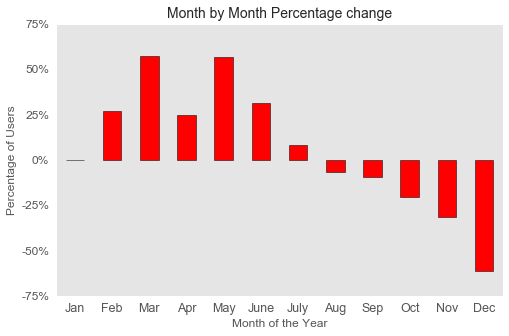 Month by Month Percentage change
75%
50%
25%
0%
-25%
-50%
-75%
Percentage of Users
Jan Feb Mar Apr May June July Aug Sep Oct Nov Dec
Month of the Year